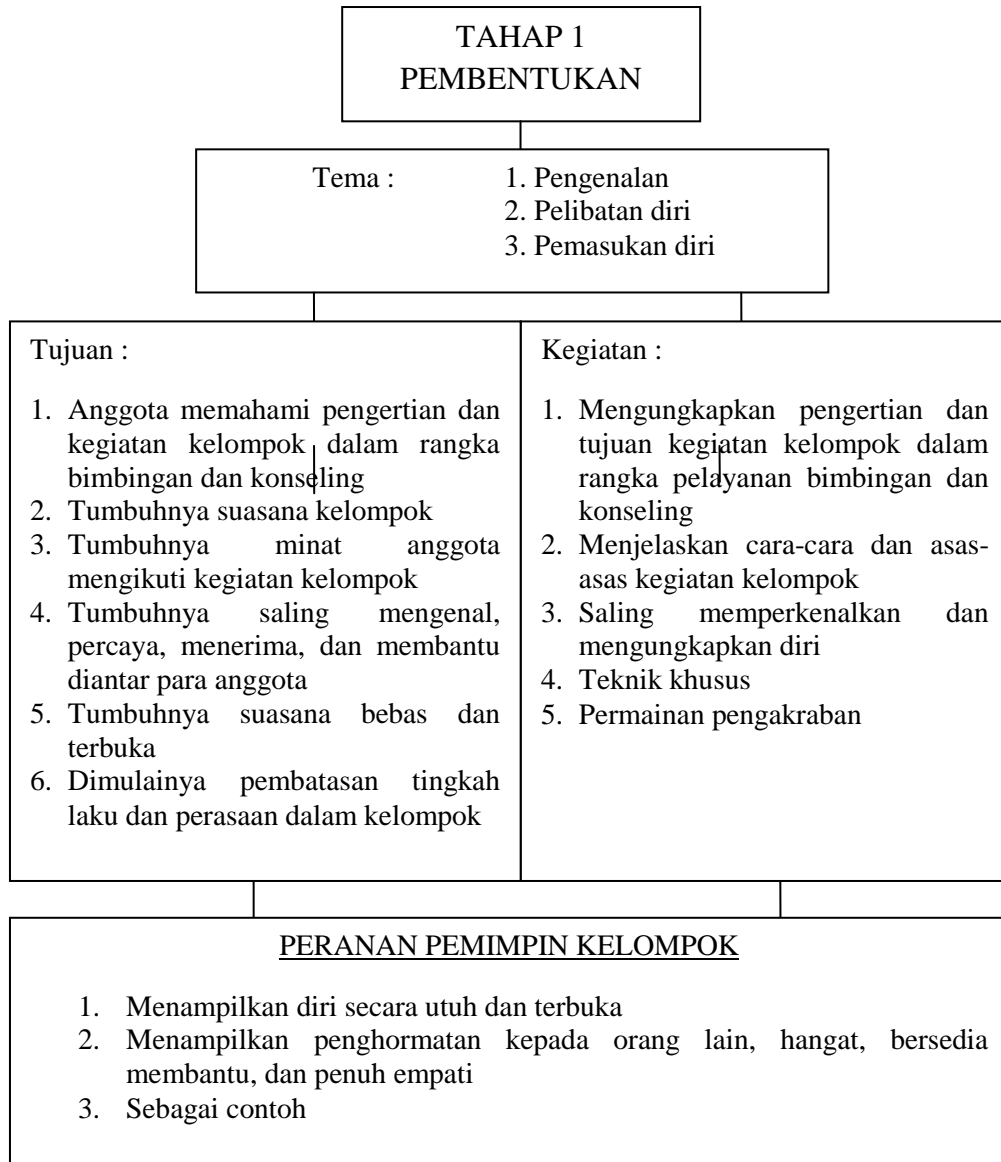 TAHAP 1
PEMBENTUKAN
Tema : 1. Pengenalan
2. Pelibatan diri
3. Pemasukan diri
Tujuan :
1. Anggota memahami pengertian dan
kegiatan kelompok dalam rangka
bimbingan dan konseling
2. Tumbuhnya suasana kelompok
3. Tumbuhnya minat anggota
mengikuti kegiatan kelompok
4. Tumbuhnya saling mengenal,
percaya, menerima, dan membantu
diantar para anggota
5. Tumbuhnya suasana bebas dan
terbuka
6. Dimulainya pembatasan tingkah
laku dan perasaan dalam kelompok
Kegiatan :
1. Mengungkapkan pengertian dan
tujuan kegiatan kelompok dalam
rangka pelayanan bimbingan dan
konseling
2. Menjelaskan cara-cara dan asas-
asas kegiatan kelompok
3. Saling memperkenalkan dan
mengungkapkan diri
4. Teknik khusus
5. Permainan pengakraban
PERANAN PEMIMPIN KELOMPOK
1. Menampilkan diri secara utuh dan terbuka
2. Menampilkan penghormatan kepada orang lain, hangat, bersedia
membantu, dan penuh empati
3. Sebagai contoh